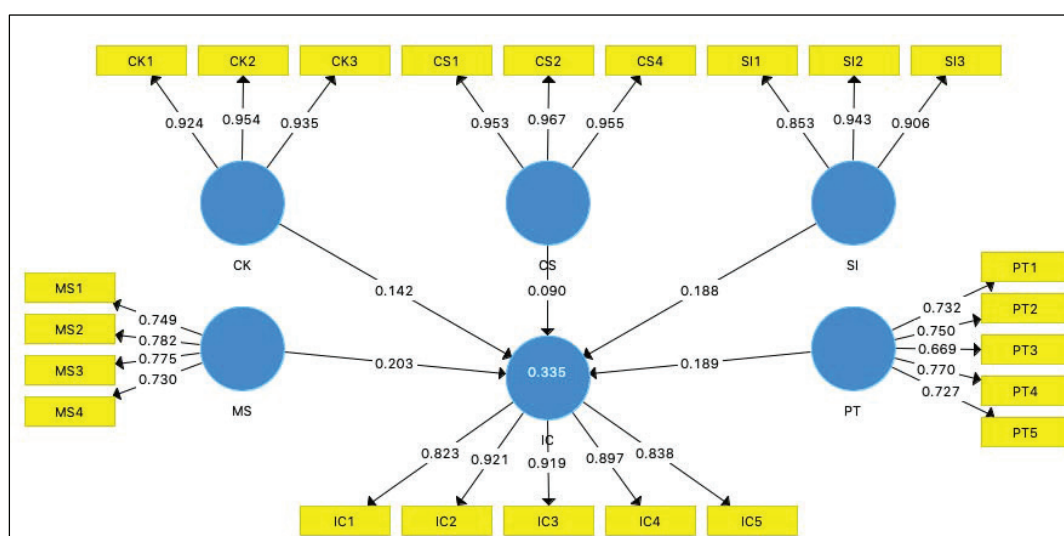 CK1 CK2 CK3 CS1 CS2 CS4 SI1 SI2 SI3
0.924 0.954 0.935 0.953 0.967 0.955 0.853 0.943 0.906
CK CS SI
MS1
MS2
MS3
MS4
0.749
0.782
0.775
0.730
MS
0.142
0.090
0.188
0.203
0.189
0.335
IC
PT
0.732
0.750
0.669
0.770
0.727
PT1
PT2
PT3
PT4
PT5
0.823 0.921 0.919 0.897 0.838
IC1 IC2 IC3 IC4 IC5